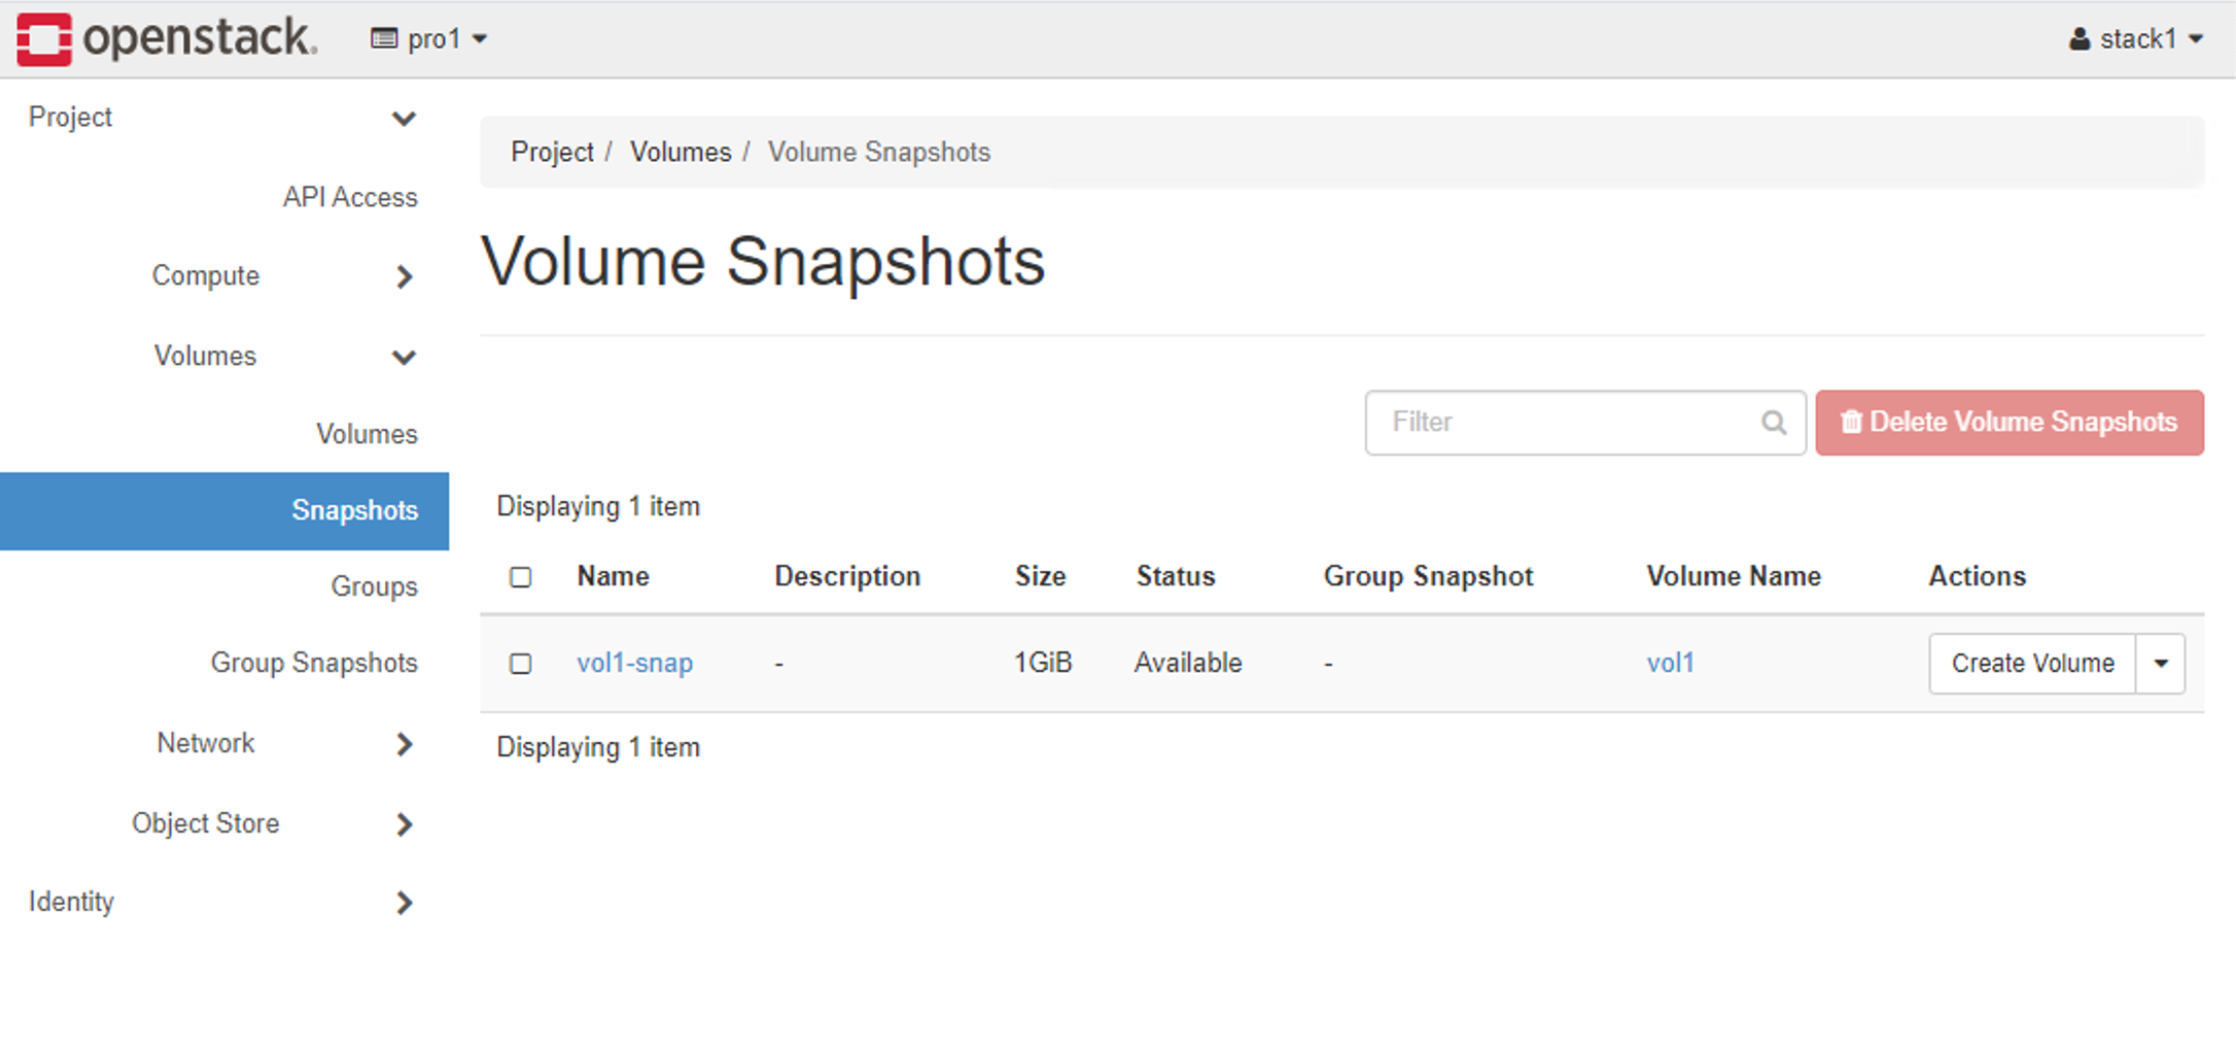 openstack. pro1 stack1
Project
API Access
Compute
Volumes
Volumes
Snapshots
Groups
Group Snapshots
Network
Object Store
Identity
Project / Volumes / Volume Snapshots
Volume Snapshots
Filter Delete Volume Snapshots
Displaying 1 item
Name Description Size Status Group Snapshot Volume Name Actions
vol1-snap - 1GiB Available - vol1 Create Volume
Displaying 1 item